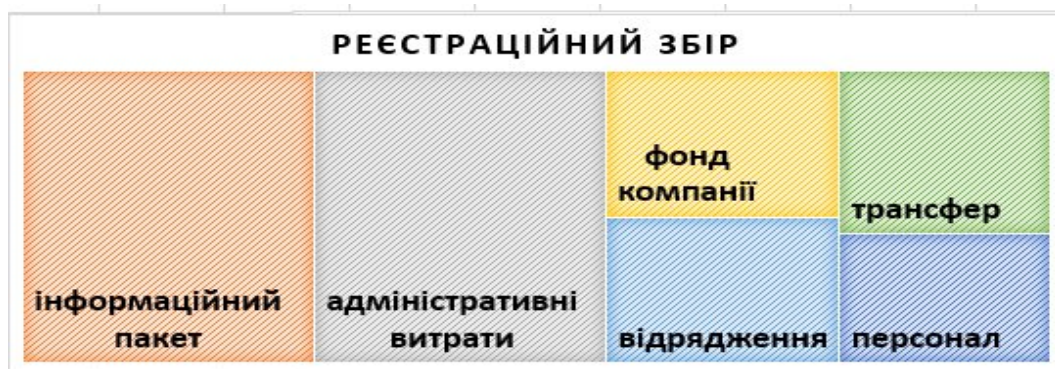 РЕЄСТРАЦІЙНИЙ ЗБІР
інформаційний
пакет
адміністративні
витрати
фонд
компанії
відрядження
трансфер
персонал